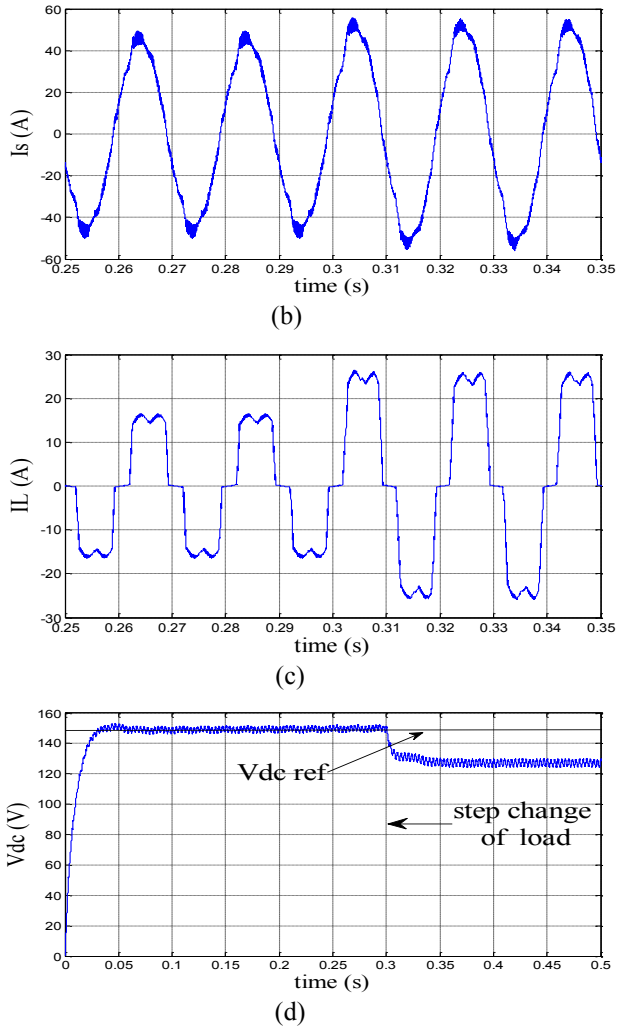 60
40
20
0
-20
-40
60
0.25 0.26 0.27 0.28 0.29 0.3 0.31 0.32 0.33 0.34 0.35
Is (A)
time (s)
(b)
30
20
10
0
-10
-20
-30
0.25 0.26 0.27 0.28 0.29 0.3 0.31 0.32 0.33 0.34 0.35
IL (A)
time (s)
(c)
160
140
120
100
80
60
40
20
0
0 0.05 0.1 0.15 0.2 0.25 0.3 0.35 0.4 0.45 0.5
Vdc (V)
Vdc ref
step change
of load
time (s)
(d)